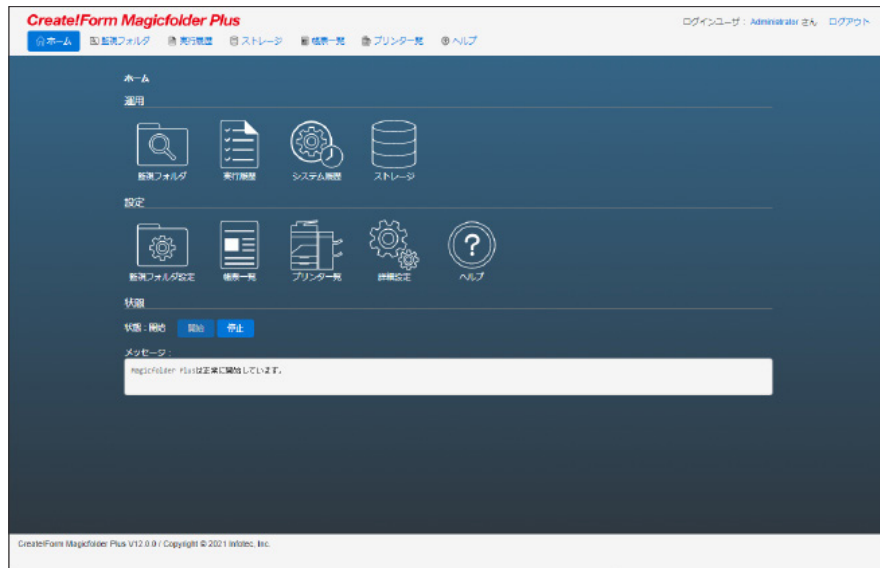 Create!Form Magicfolder Plus
ログインユーザ : Administrator さん ログアウト
ホーム 監視フォルダ 実行履歴 ストレージ 帳票一覧 プリンター覧 ヘルプ
ホーム
運用
監視フォルダ 実行履歴 システム履歴 ストレージ
設定
監視フォルダ設定 帳票一覧 プリンター覧 詳細設定 ヘルプ
状態
状態 : 開始 開始 停止
メッセージ :
Magicfolder Plusは正常に開始しています。
Create!Form Magicfolder Plus V12.0.0 / Copyright © 2021 Infotec, Inc.